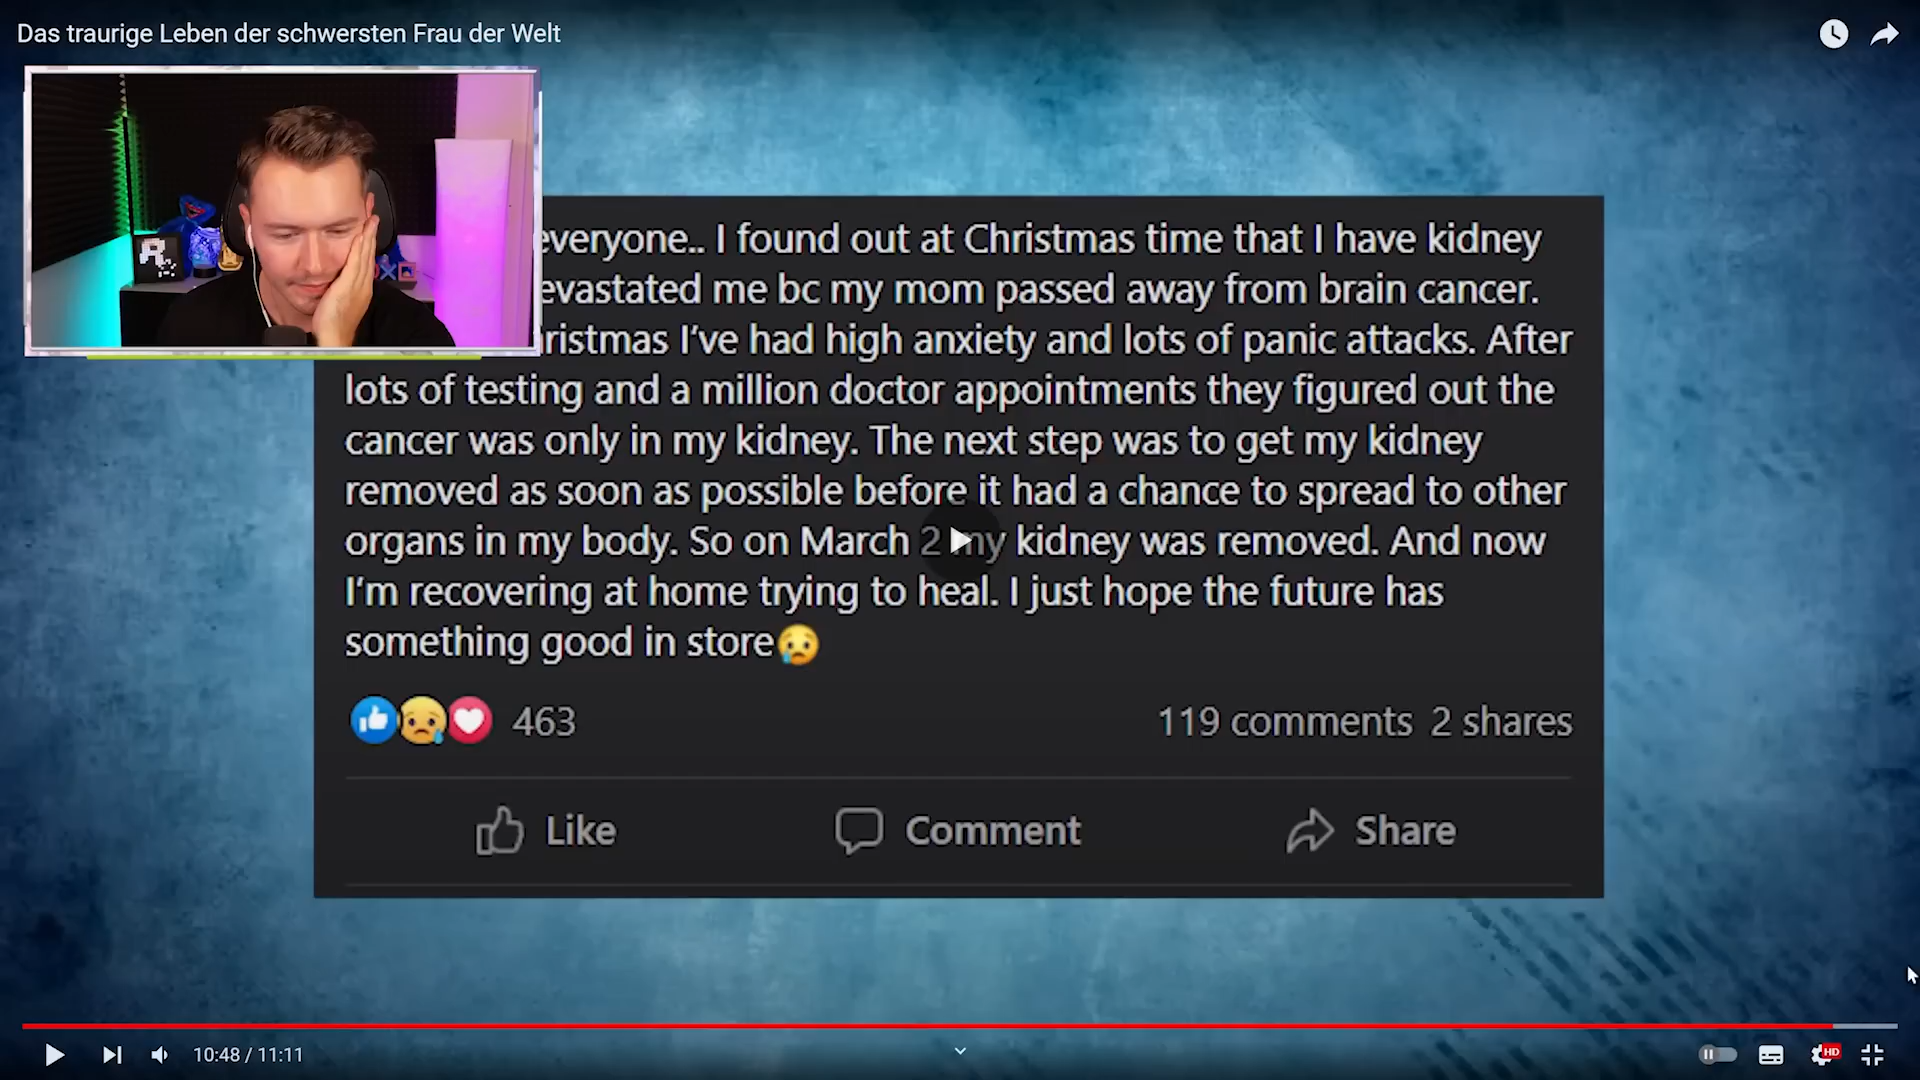 Das traurige Leben der schwersten Frau der Welt
everyone.. I found out at Christmas time that I have kidney
evastated me bc my mom passed away from brain cancer.
ristmas I've had high anxiety and lots of panic attacks. After
lots of testing and a million doctor appointments they figured out the
cancer was only in my kidney. The next step was to get my kidney
removed as soon as possible before it had a chance to spread to other
organs in my body. So on March 2 my kidney was removed. And now
I'm recovering at home trying to heal. I just hope the future has
something good in store😥
463
119 comments 2 shares
Like
Comment
Share
10:48 / 11:11
HD